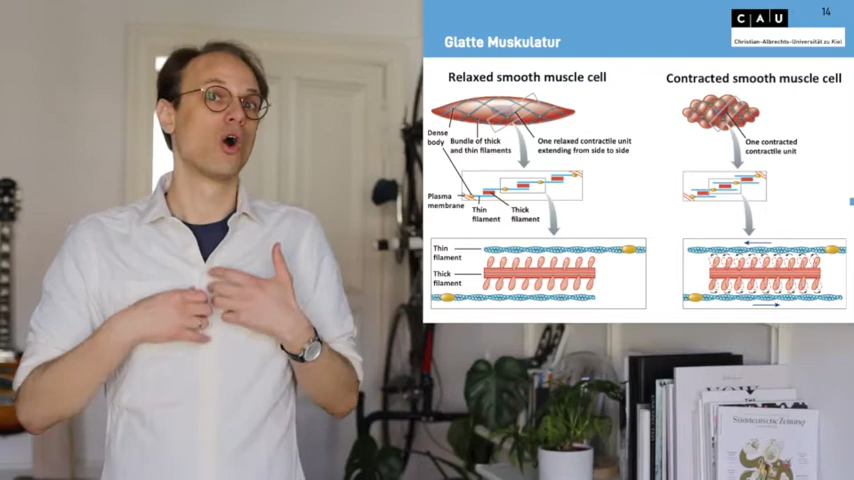 14
CAU
Christian-Albrechts-Universität zu Kiel
Glatte Muskulatur
Relaxed smooth muscle cell
Contracted smooth muscle cell
Dense
body
Bundle of thick
and thin filaments
One relaxed contractile unit
extending from side to side
One contracted
contractile unit
Plasma
membrane
Thin
filament
Thick
filament
Thin
filament
Thick
filament
Süddeutsche Zeitung